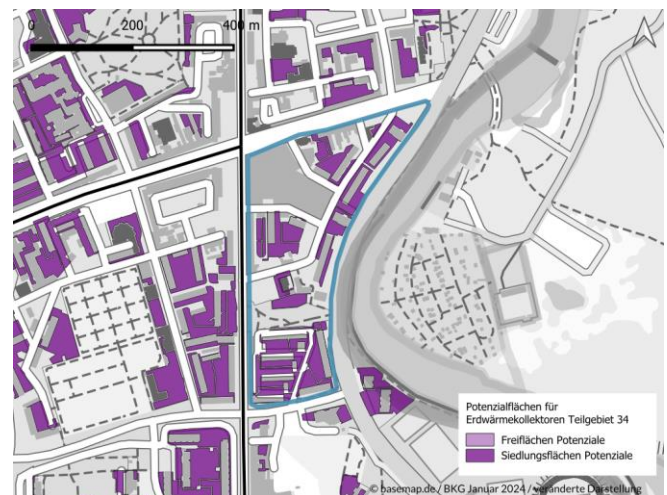 0 200 400 m
Potenzialflächen für
Erdwärmekollektoren Teilgebiet 34
Freiflächen Potenziale
Siedlungsflächen Potenziale
© basemap.de / BKG Januar 2024 / veränderte Darstellung